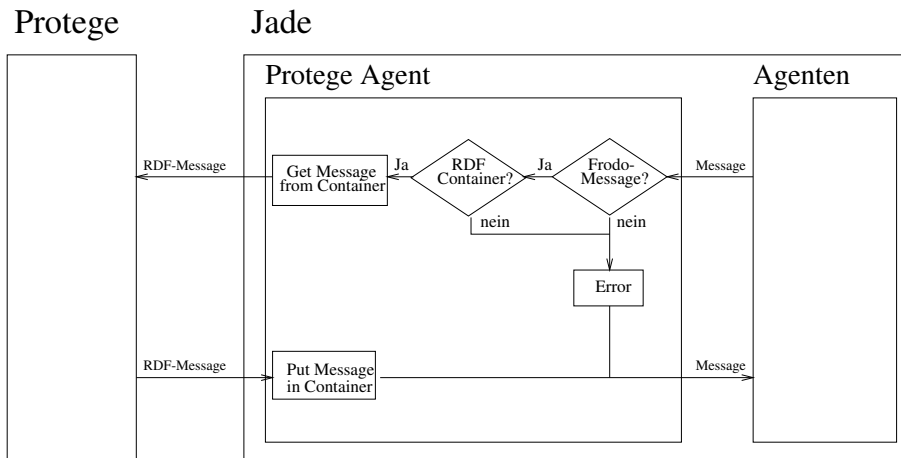 Protege
Jade
Protege Agent
Agenten
RDF-Message
Get Message
from Container
Ja
RDF
Container?
Ja
Frodo-
Message?
Message
nein
nein
Error
RDF-Message
Put Message
in Container
Message